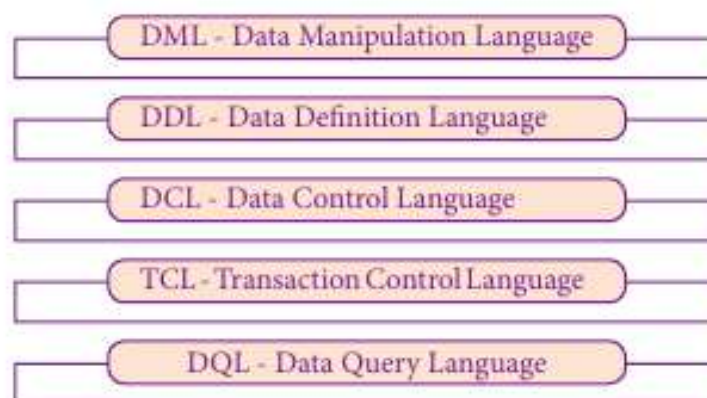 DML - Data Manipulation Language
DDL - Data Definition Language
DCL - Data Control Language
TCL - Transaction Control Language
DQL - Data Query Language